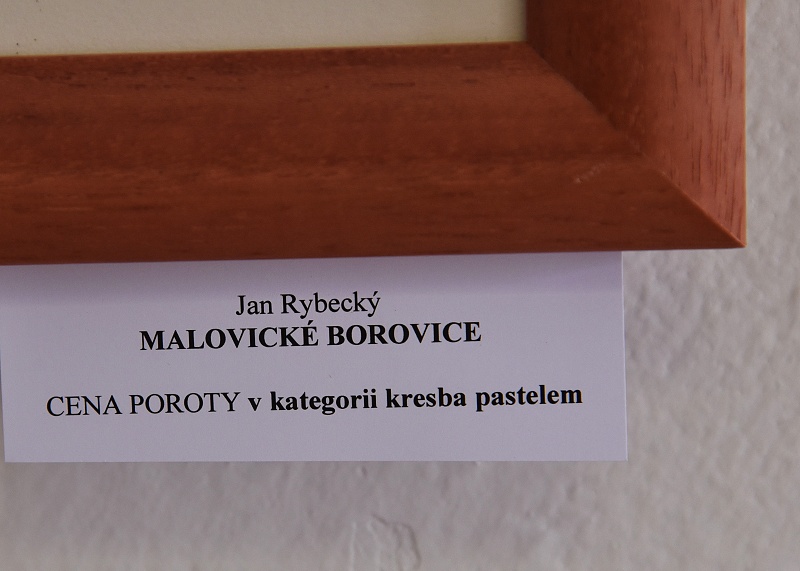 Jan Rybecký
MALOVICKÉ BOROVICE
CENA POROTY v kategorii kresba pastelem